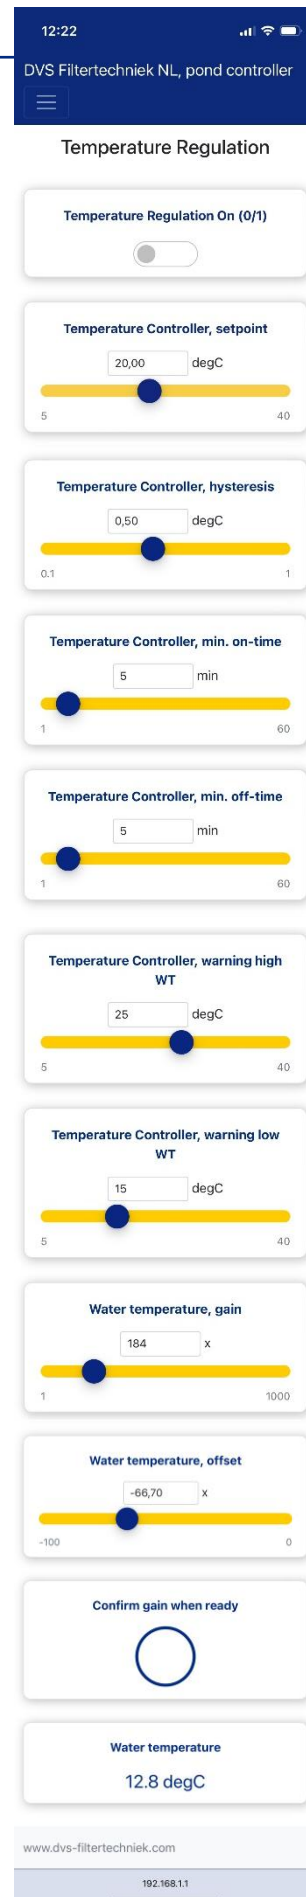 12:22
DVS Filtertechniek NL, pond controller
Temperature Regulation
Temperature Regulation On (0/1)
Temperature Controller, setpoint
20,00 degC
5 40
Temperature Controller, hysteresis
0,50 degC
0.1 1
Temperature Controller, min. on-time
5 min
1 60
Temperature Controller, min. off-time
5 min
1 60
Temperature Controller, warning high
WT
25 degC
5 40
Temperature Controller, warning low
WT
15 degC
5 40
Water temperature, gain
184 x
1 1000
Water temperature, offset
-66,70 x
-100 0
Confirm gain when ready
Water temperature
12.8 degC
www.dvs-filtertechniek.com
192.168.1.1